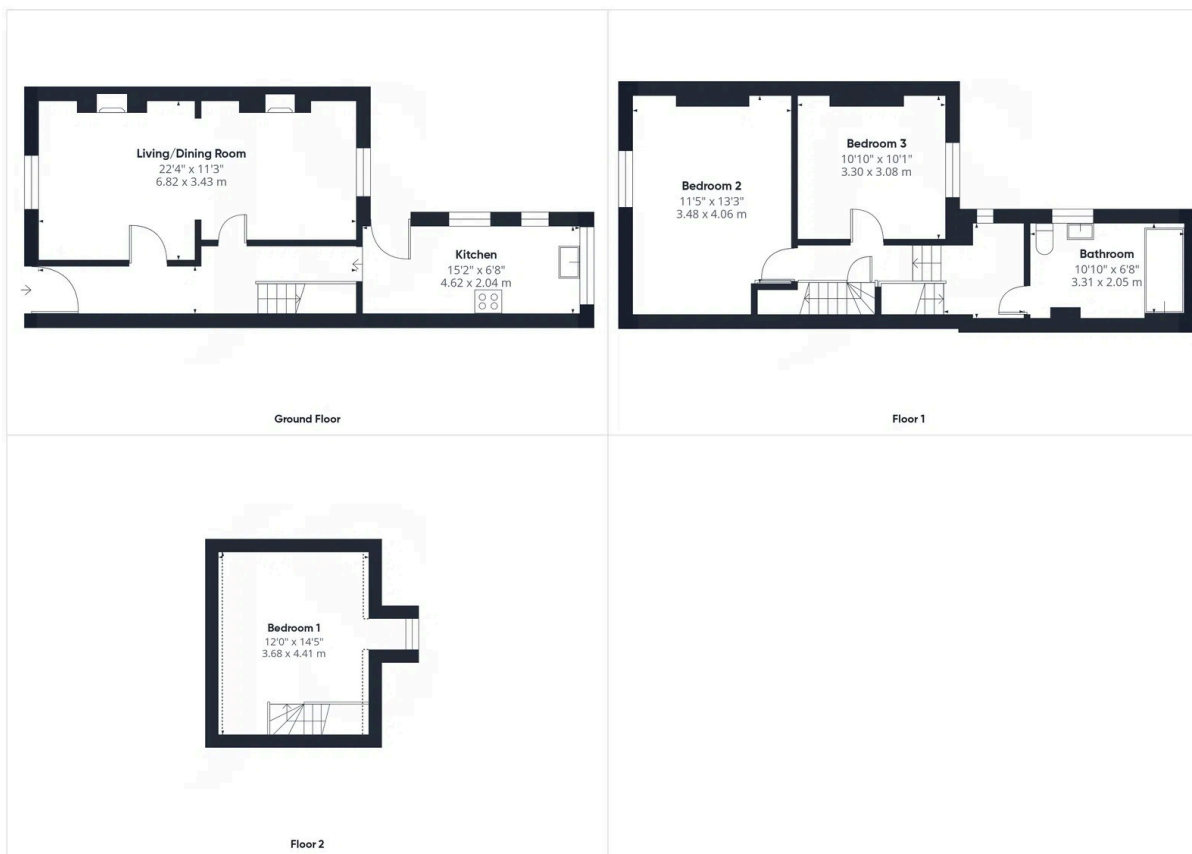 Living/Dining Room
22'4" x 11'3"
6.82 x 3.43 m
Kitchen
15'2" x 6'8"
4.62 x 2.04 m
Ground Floor
Bedroom 2
11'5" x 13'3"
3.48 x 4.06 m
Bedroom 3
10'10" x 10'1"
3.30 x 3.08 m
Bathroom
10'10" x 6'8"
3.31 x 2.05 m
Floor 1
Bedroom 1
12'0" x 14'5"
3.68 x 4.41 m
Floor 2